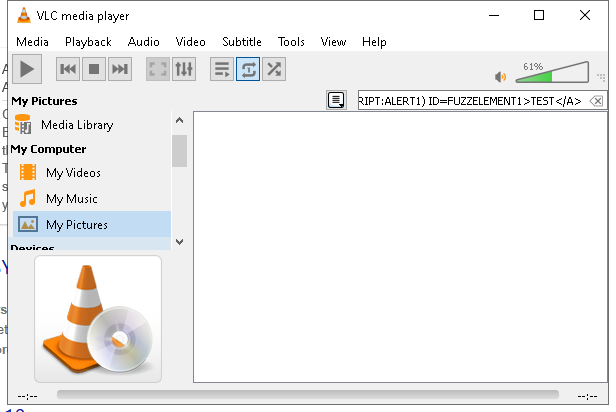 VLC media player
Media Playback Audio Video Subtitle Tools View Help
61%
My Pictures
RIPT:ALERT1) ID=FUZZELEMENT1>TEST</A>
Media Library
My Computer
My Videos
My Music
My Pictures
Devices
--:-- --:--